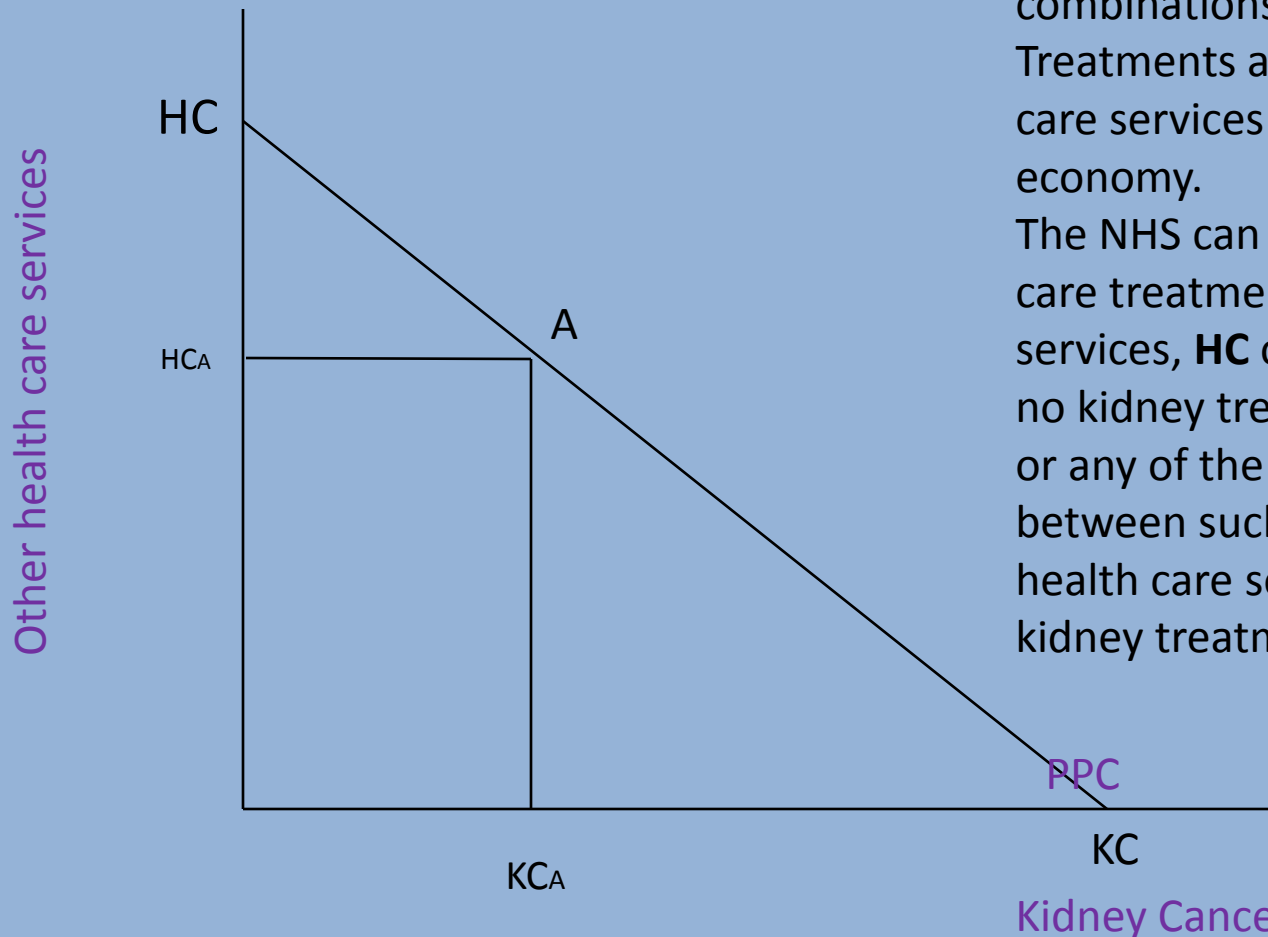 combinations
Treatments a
care services
economy.
The NHS can
care treatme
services, HC
no kidney tre
or any of the
between such
health care se
kidney treatm
Other health care services
HC
A
HCA
PPC
KC
KCA
Kidney Cance